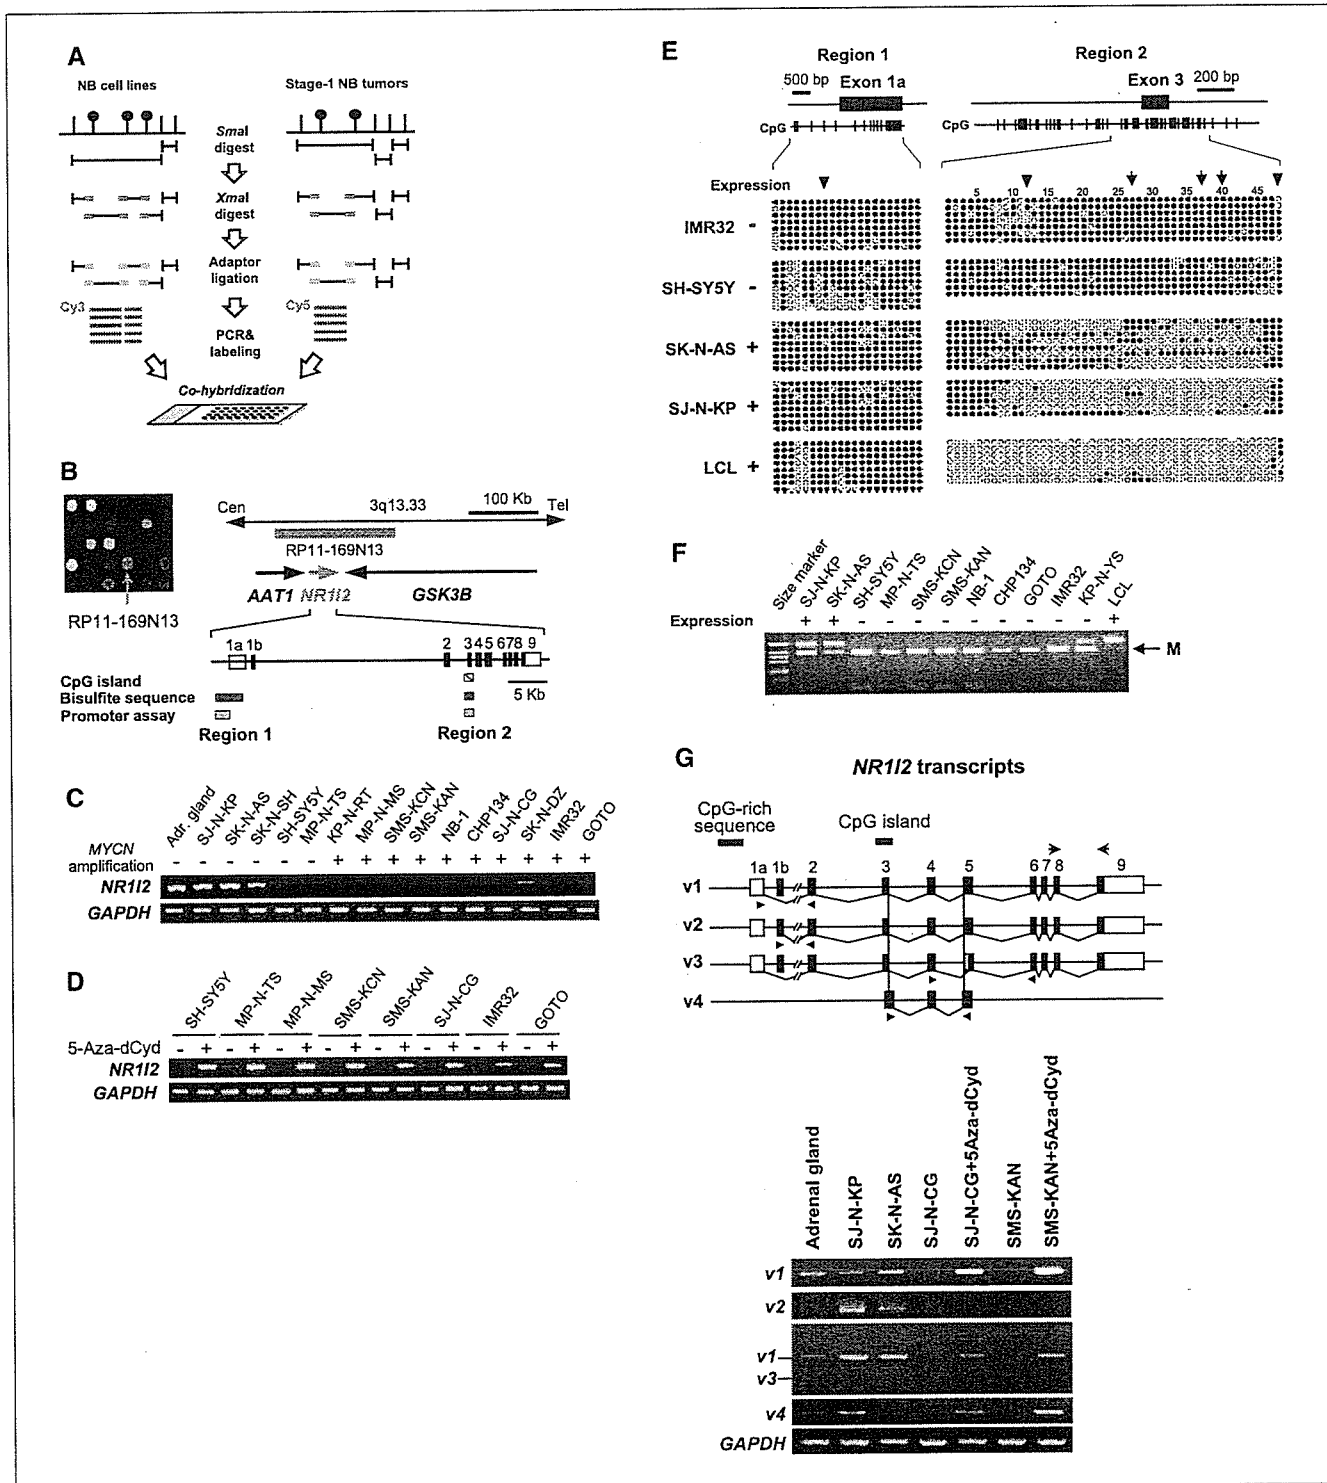 A
NB cell lines
Stage-1 NB tumors
SmaI
digest
XmaI
digest
Adaptor
ligation
Cy3
Cy5
PCR&
labeling
Co-hybridization
B
RP11-169N13
Cen
3q13.33
100 Kb
Tel
RP11-169N13
AAT1 NR1I2 GSK3B
1a 1b 2 3 4 5 6 7 8 9
CpG island
Bisulfite sequence
Promoter assay
5 Kb
Region 1
Region 2
C
Adr. gland
SJ-N-KP
SK-N-AS
SK-N-SH
SH-SY5Y
MP-N-TS
KP-N-RT
MP-N-MS
SMS-KCN
SMS-KAN
NB-1
CHP134
SJ-N-CG
SK-N-DZ
IMR32
GOTO
MYCN
amplification
- - - - - - + + + + + + + + + +
NR1I2
GAPDH
D
SH-SY5Y
MP-N-TS
MP-N-MS
SMS-KCN
SMS-KAN
SJ-N-CG
IMR32
GOTO
5-Aza-dCyd - + - + - + - + - + - + - + - +
NR1I2
GAPDH
E
Region 1
Region 2
500 bp Exon 1a
Exon 3 200 bp
CpG
CpG
Expression
5 10 15 20 25 30 35 40 45
IMR32 -
SH-SY5Y -
SK-N-AS +
SJ-N-KP +
LCL +
F
Size marker
SJ-N-KP
SK-N-AS
SH-SY5Y
MP-N-TS
SMS-KCN
SMS-KAN
NB-1
CHP134
GOTO
IMR32
KP-N-YS
LCL
Expression + + - - - - - - - - - +
M
G
NR1I2 transcripts
CpG-rich
sequence
CpG island
1a 1b 2 3 4 5 6 7 8 9
v1
v2
v3
v4
Adrenal gland
SJ-N-KP
SK-N-AS
SJ-N-CG
SJ-N-CG+5Aza-dCyd
SMS-KAN
SMS-KAN+5Aza-dCyd
v1
v2
v1
v3
v4
GAPDH